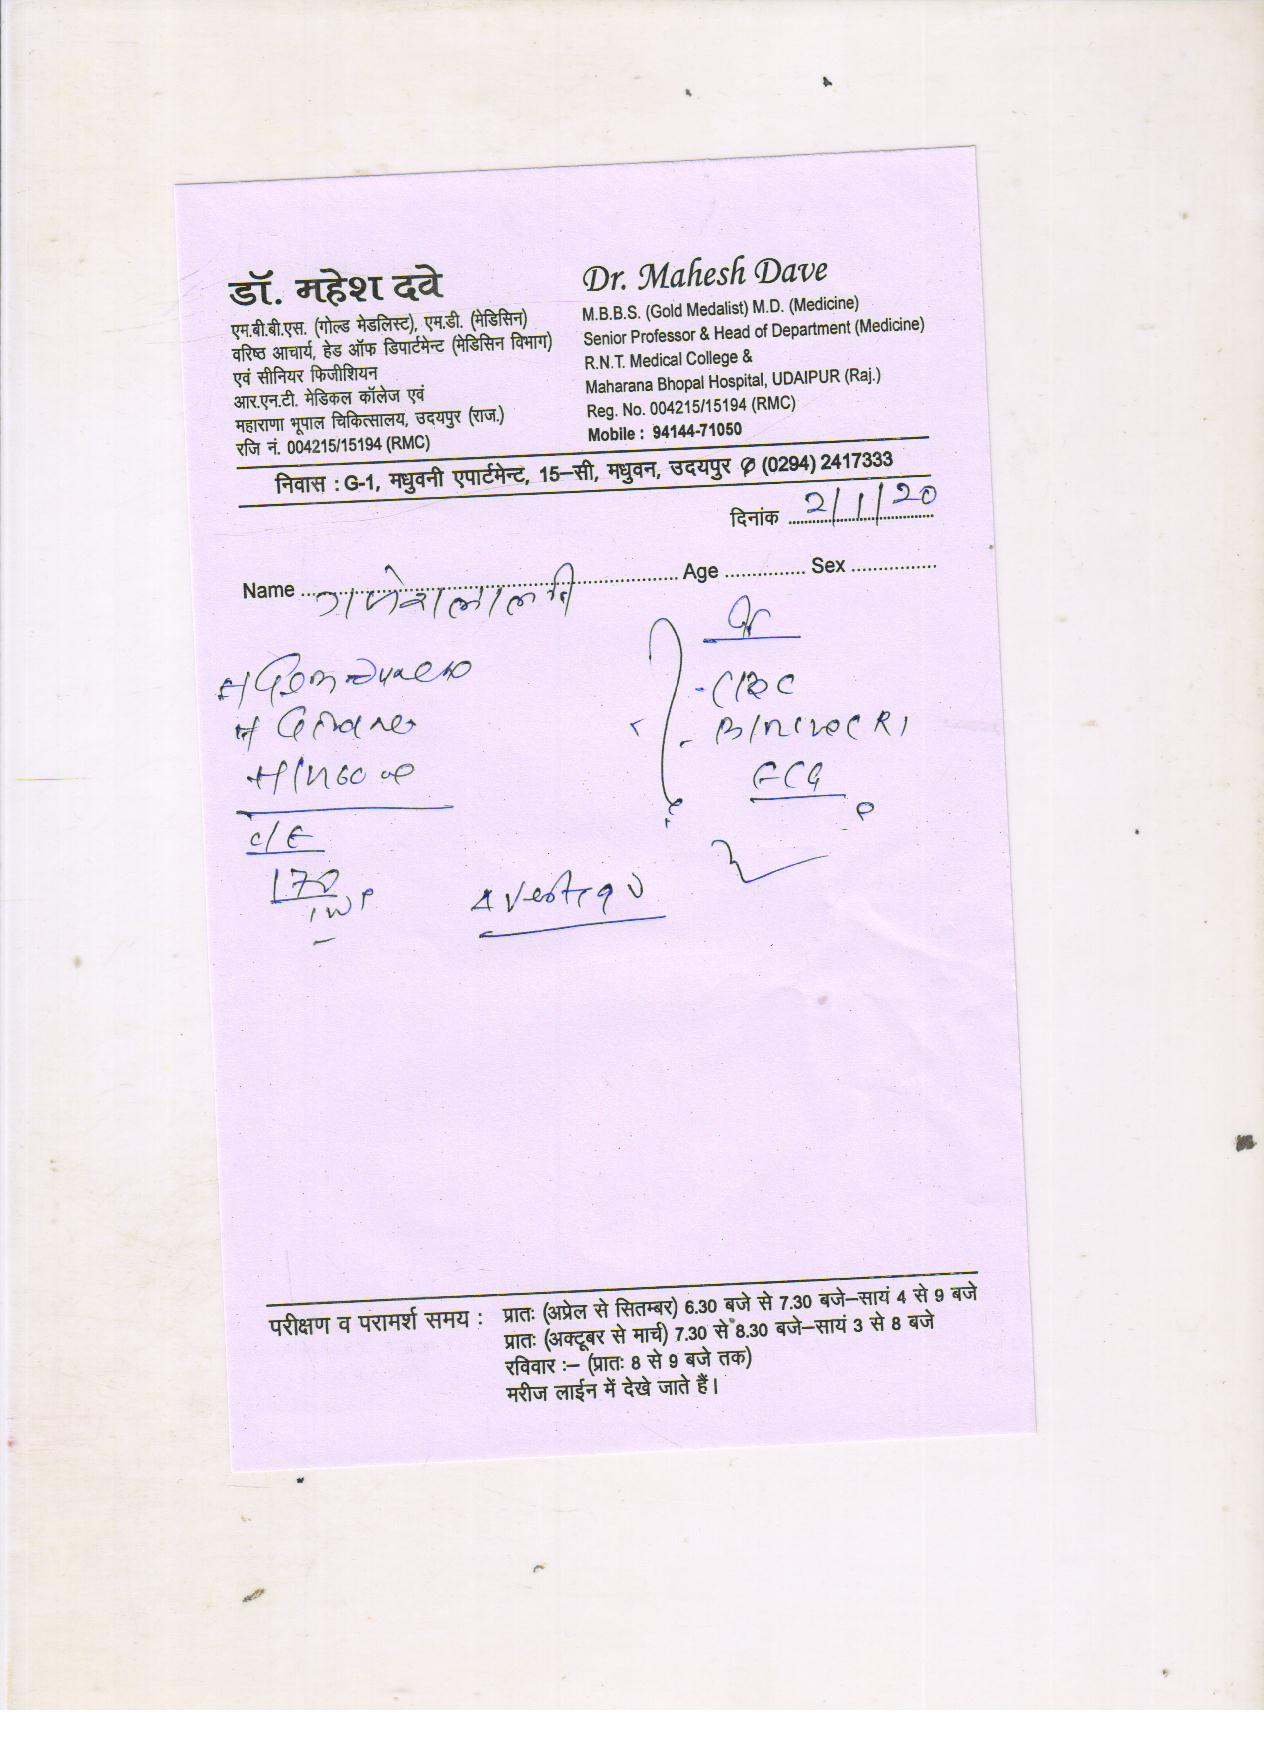 डॉ. महेश दवे
एम.बी.बी.एस. (गोल्ड मेडलिस्ट), एम.डी. (मेडिसिन)
वरिष्ठ आचार्य, हेड ऑफ डिपार्टमेन्ट (मेडिसिन विभाग)
एवं सीनियर फिजीशियन
आर.एन.टी. मेडिकल कॉलेज एवं
महाराणा भूपाल चिकित्सालय, उदयपुर (राज.)
रजि नं. 004215/15194 (RMC)
Dr. Mahesh Dave
M.B.B.S. (Gold Medalist) M.D. (Medicine)
Senior Professor & Head of Department (Medicine)
R.N.T. Medical College &
Maharana Bhopal Hospital, UDAIPUR (Raj.)
Reg. No. 004215/15194 (RMC)
Mobile : 94144-71050
निवास : G-1, मधुवनी एपार्टमेन्ट, 15–सी, मधुवन, उदयपुर (0294) 2417333
दिनांक 2/1/20
Name गणेशलालजी Age Sex
CBC
ECG
O/E
170
परीक्षण व परामर्श समय : प्रातः (अप्रेल से सितम्बर) 6.30 बजे से 7.30 बजे–सायं 4 से 9 बजे
प्रातः (अक्टूबर से मार्च) 7.30 से 8.30 बजे–सायं 3 से 8 बजे
रविवार :– (प्रातः 8 से 9 बजे तक)
मरीज लाईन में देखे जाते हैं।